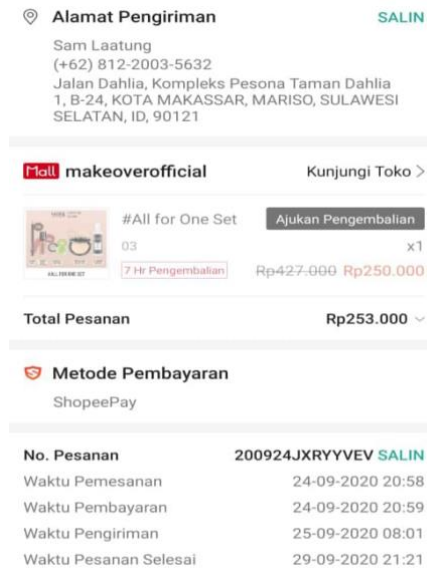 Alamat Pengiriman SALIN
Sam Laatung
(+62) 812-2003-5632
Jalan Dahlia, Kompleks Pesona Taman Dahlia
1, B-24, KOTA MAKASSAR, MARISO, SULAWESI
SELATAN, ID, 90121
Mall makeoverofficial Kunjungi Toko >
#All for One Set Ajukan Pengembalian
03 x1
7 Hr Pengembalian Rp427.000 Rp250.000
#ALL FOR ONE SET
Total Pesanan Rp253.000
Metode Pembayaran
ShopeePay
No. Pesanan 200924JXRYYVEV SALIN
Waktu Pemesanan 24-09-2020 20:58
Waktu Pembayaran 24-09-2020 20:59
Waktu Pengiriman 25-09-2020 08:01
Waktu Pesanan Selesai 29-09-2020 21:21